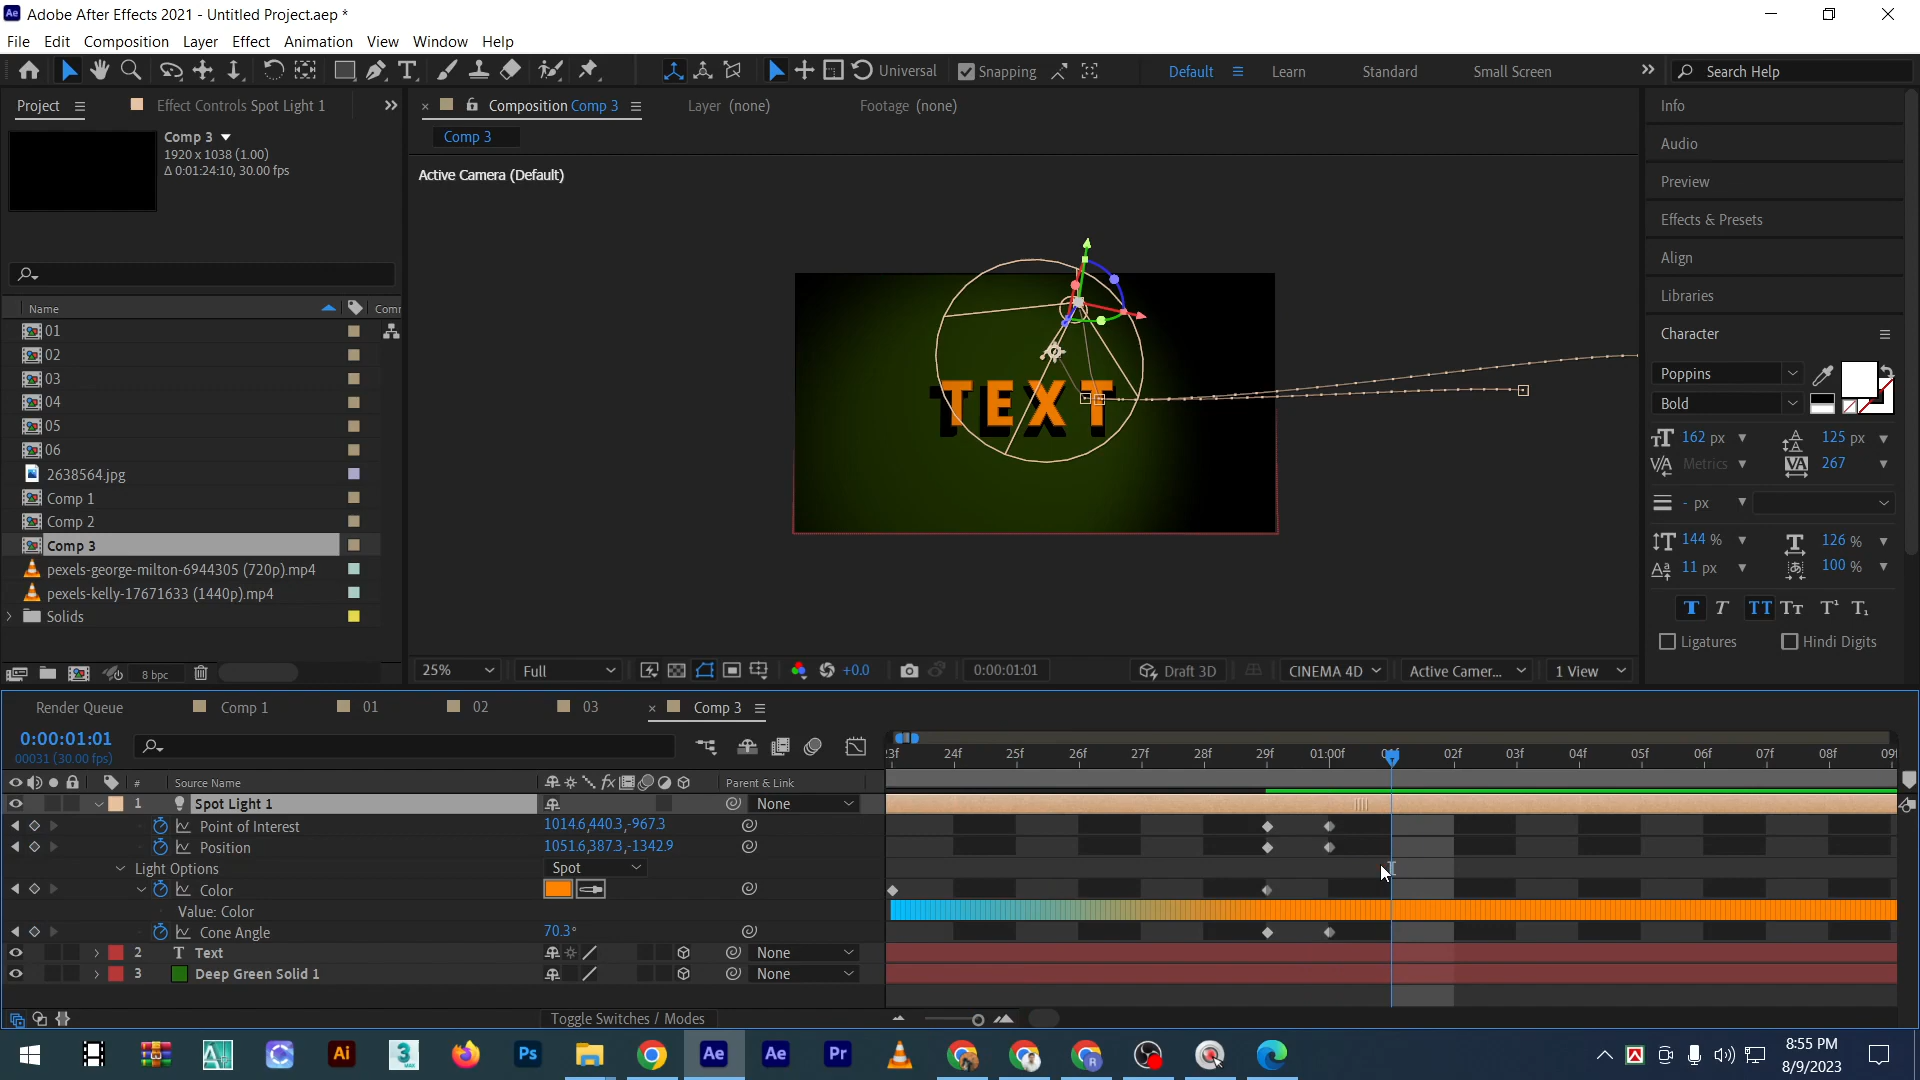 Adobe After Effects 2021 - Untitled Project.aep *
File Edit Composition Layer Effect Animation View Window Help
Universal Snapping Default Learn Standard Small Screen Search Help
Project Effect Controls Spot Light 1
Composition Comp 3 Layer (none) Footage (none)
Comp 3
1920 x 1038 (1.00)
Δ 0:01:24:10, 30.00 fps
Comp 3
Active Camera (Default)
TEXT
Name Comr
01
02
03
04
05
06
2638564.jpg
Comp 1
Comp 2
Comp 3
pexels-george-milton-6944305 (720p).mp4
pexels-kelly-17671633 (1440p).mp4
Solids
8 bpc
25% Full +0.0 0:00:01:01 Draft 3D CINEMA 4D Active Camer... 1 View
Info
Audio
Preview
Effects & Presets
Align
Libraries
Character
Poppins
Bold
162 px 125 px
Metrics 267
- px
144 % 126 %
11 px 100 %
T T TT Tт T¹ T₁
Ligatures Hindi Digits
Render Queue Comp 1 01 02 03 Comp 3
0:00:01:01
00031 (30.00 fps)
# Source Name Parent & Link
:3f 24f 25f 26f 27f 28f 29f 01:00f 01f 02f 03f 04f 05f 06f 07f 08f 09f
1 Spot Light 1 None
Point of Interest 1014.6,440.3,-967.3
Position 1051.6,387.3,-1342.9
Light Options Spot
Color
Value: Color
Cone Angle 70.3°
2 T Text None
3 Deep Green Solid 1 None
Toggle Switches / Modes
8:55 PM
8/9/2023